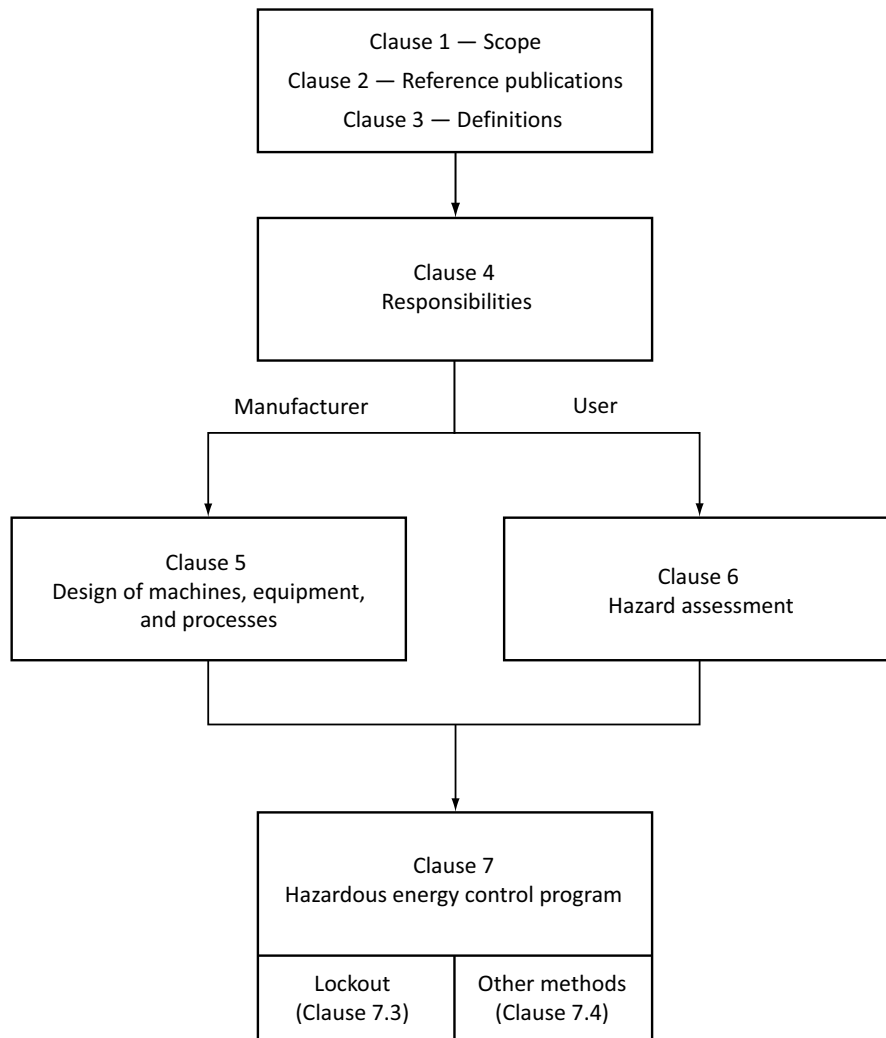 Clause 1 — Scope
Clause 2 — Reference publications
Clause 3 — Definitions
Clause 4
Responsibilities
Manufacturer
User
Clause 5
Design of machines, equipment,
and processes
Clause 6
Hazard assessment
Clause 7
Hazardous energy control program
Lockout
(Clause 7.3)
Other methods
(Clause 7.4)